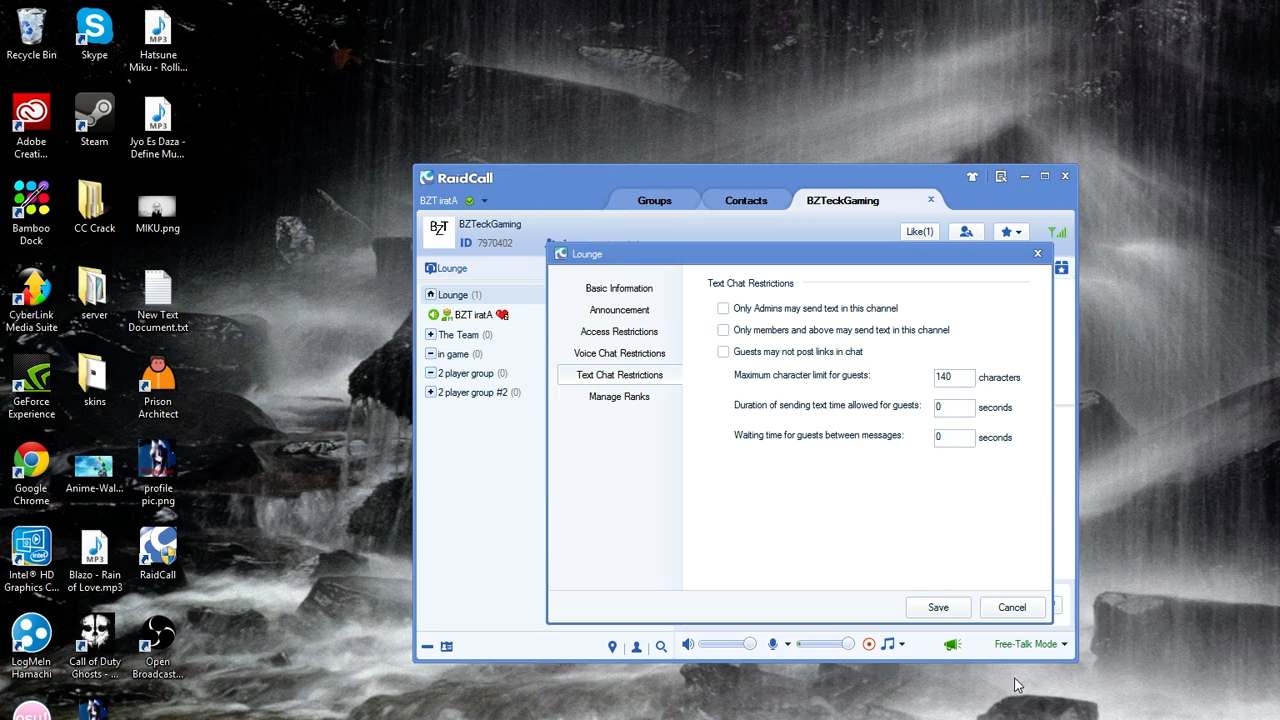 Recycle Bin
Skype
Hatsune
Miku - Rolli...
Adobe
Creati...
Steam
Jyo Es Daza -
Define Mu...
Bamboo
Dock
CC Crack
MIKU.png
CyberLink
Media Suite
server
New Text
Document.txt
GeForce
Experience
skins
Prison
Architect
Google
Chrome
Anime-Wal...
profile
pic.png
Intel® HD
Graphics C...
Blazo - Rain
of Love.mp3
RaidCall
LogMeIn
Hamachi
Call of Duty
Ghosts - ...
Open
Broadcast...
RaidCall
BZT iratA
Groups
Contacts
BZTeckGaming
x
BZT
BZTeckGaming
ID 7970402
Like(1)
Lounge
Lounge (1)
BZT iratA
The Team (0)
in game (0)
2 player group (0)
2 player group #2 (0)
Lounge
Basic Information
Announcement
Access Restrictions
Voice Chat Restrictions
Text Chat Restrictions
Manage Ranks
Text Chat Restrictions
Only Admins may send text in this channel
Only members and above may send text in this channel
Guests may not post links in chat
Maximum character limit for guests: 140 characters
Duration of sending text time allowed for guests: 0 seconds
Waiting time for guests between messages: 0 seconds
Save
Cancel
Free-Talk Mode
MP3
MP3
MP3
osu!